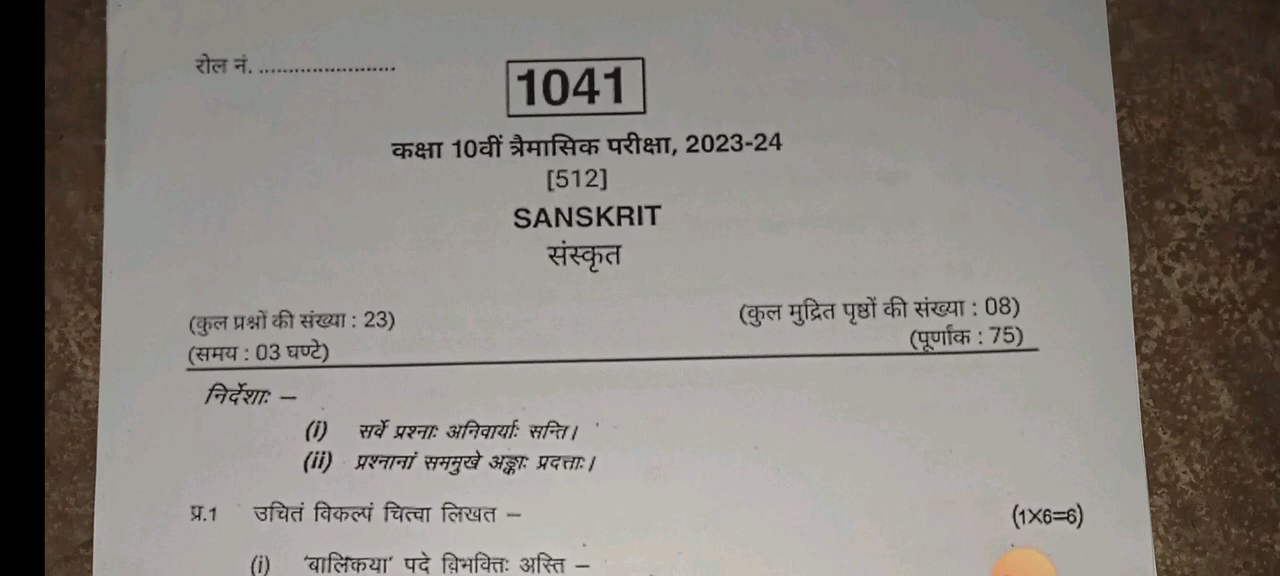 रोल नं. ........................
1041
कक्षा 10वीं त्रैमासिक परीक्षा, 2023-24
[512]
SANSKRIT
संस्कृत
(कुल प्रश्नों की संख्या : 23)
(कुल मुद्रित पृष्ठों की संख्या : 08)
(समय : 03 घण्टे)
(पूर्णांक : 75)
निर्देशाः –
(i) सर्वे प्रश्नाः अनिवार्याः सन्ति।
(ii) प्रश्नानां सममुखे अङ्काः प्रदत्ताः।
प्र.1 उचितं विकल्पं चित्वा लिखत – (1×6=6)
(i) 'बालिकया' पदे विभक्तिः अस्ति –